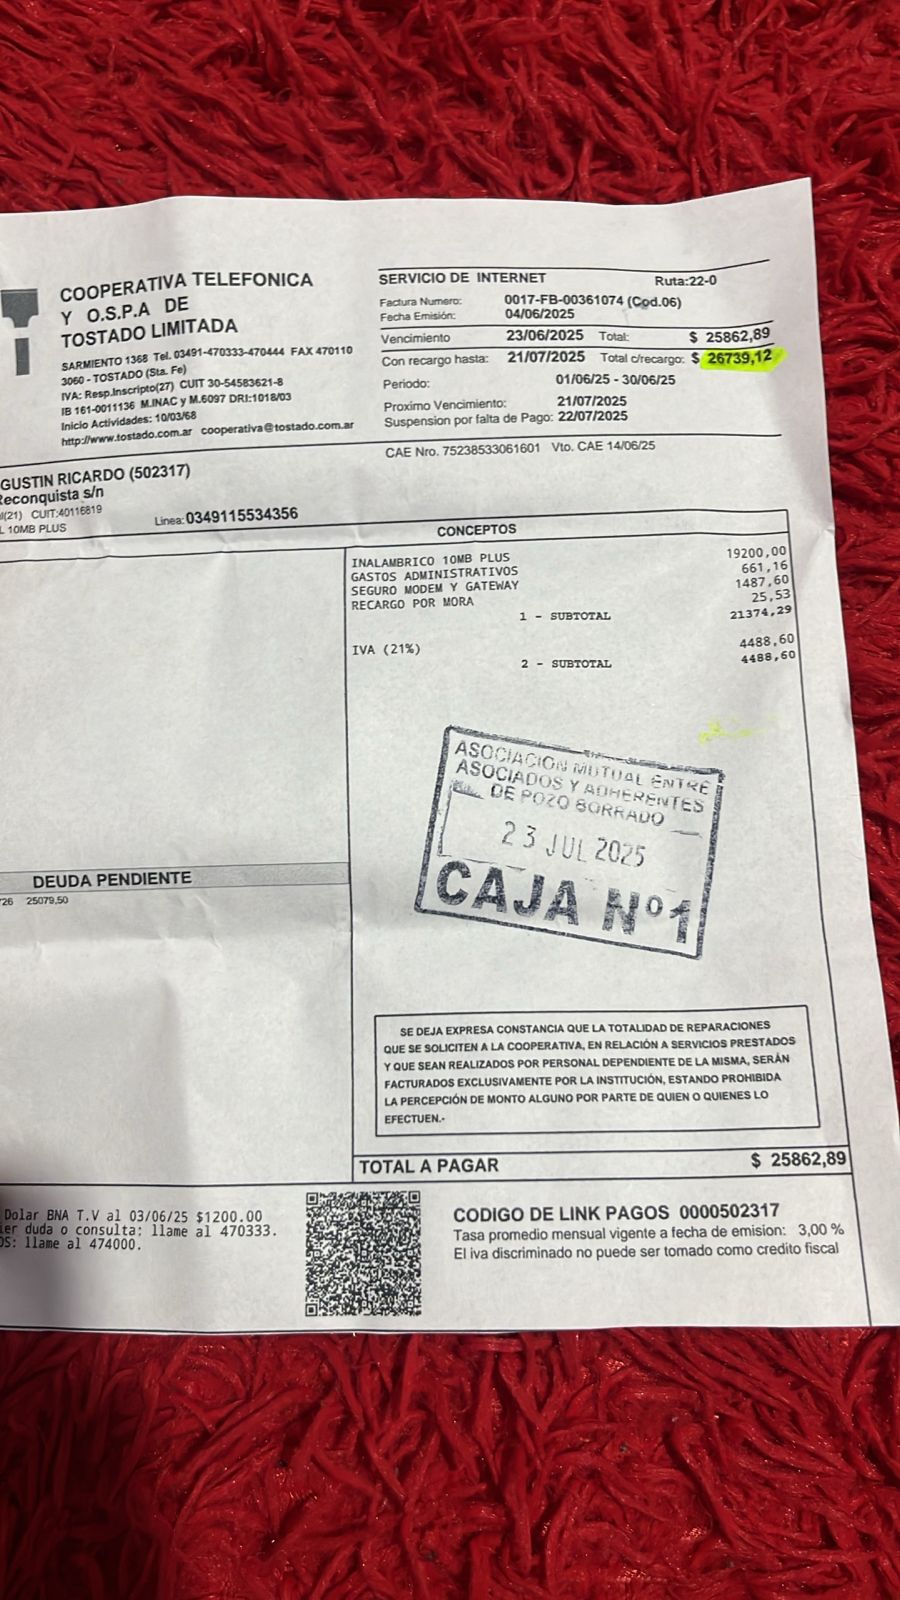 COOPERATIVA TELEFONICA
Y O.S.P.A DE
TOSTADO LIMITADA
SARMIENTO 1368 Tel. 03491-470333-470444 FAX 470110
3060 - TOSTADO (Sta. Fe)
IVA: Resp.Inscripto(27) CUIT 30-54583621-8
IB 161-0011136 M.INAC y M.6097 DRI:1018/03
Inicio Actividades: 10/03/68
http://www.tostado.com.ar cooperativa@tostado.com.ar
SERVICIO DE INTERNET Ruta:22-0
Factura Numero: 0017-FB-00361074 (Cod.06)
Fecha Emisión: 04/06/2025
Vencimiento 23/06/2025 Total: $ 25862,89
Con recargo hasta: 21/07/2025 Total c/recargo: $ 26739,12
Periodo: 01/06/25 - 30/06/25
Proximo Vencimiento: 21/07/2025
Suspension por falta de Pago: 22/07/2025
CAE Nro. 75238533061601 Vto. CAE 14/06/25
GUSTIN RICARDO (502317)
Reconquista s/n
(21) CUIT:40116819
L 10MB PLUS
Linea: 0349115534356
CONCEPTOS
INALAMBRICO 10MB PLUS 19200,00
GASTOS ADMINISTRATIVOS 661,16
SEGURO MODEM Y GATEWAY 1487,60
RECARGO POR MORA 25,53
1 - SUBTOTAL 21374,29
IVA (21%) 4488,60
2 - SUBTOTAL 4488,60
ASOCIACION MUTUAL ENTRE
ASOCIADOS Y ADHERENTES
DE POZO BORRADO
23 JUL 2025
CAJA Nº1
DEUDA PENDIENTE
726 25079,50
SE DEJA EXPRESA CONSTANCIA QUE LA TOTALIDAD DE REPARACIONES
QUE SE SOLICITEN A LA COOPERATIVA, EN RELACIÓN A SERVICIOS PRESTADOS
Y QUE SEAN REALIZADOS POR PERSONAL DEPENDIENTE DE LA MISMA, SERÁN
FACTURADOS EXCLUSIVAMENTE POR LA INSTITUCIÓN, ESTANDO PROHIBIDA
LA PERCEPCIÓN DE MONTO ALGUNO POR PARTE DE QUIEN O QUIENES LO
EFECTUEN.-
TOTAL A PAGAR $ 25862,89
Dolar BNA T.V al 03/06/25 $1200.00
ier duda o consulta: llame al 470333.
OS: llame al 474000.
CODIGO DE LINK PAGOS 0000502317
Tasa promedio mensual vigente a fecha de emision: 3,00 %
El iva discriminado no puede ser tomado como credito fiscal